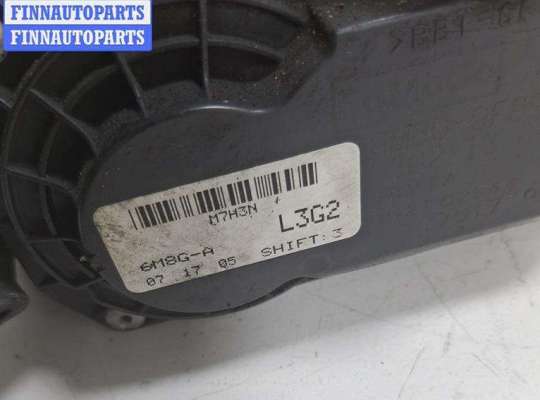 FINNAUTOPARTS
FINNAUTOPARTS
M7H3N
L3G2
6M8G-A
07 17 05 SHIFT: 3